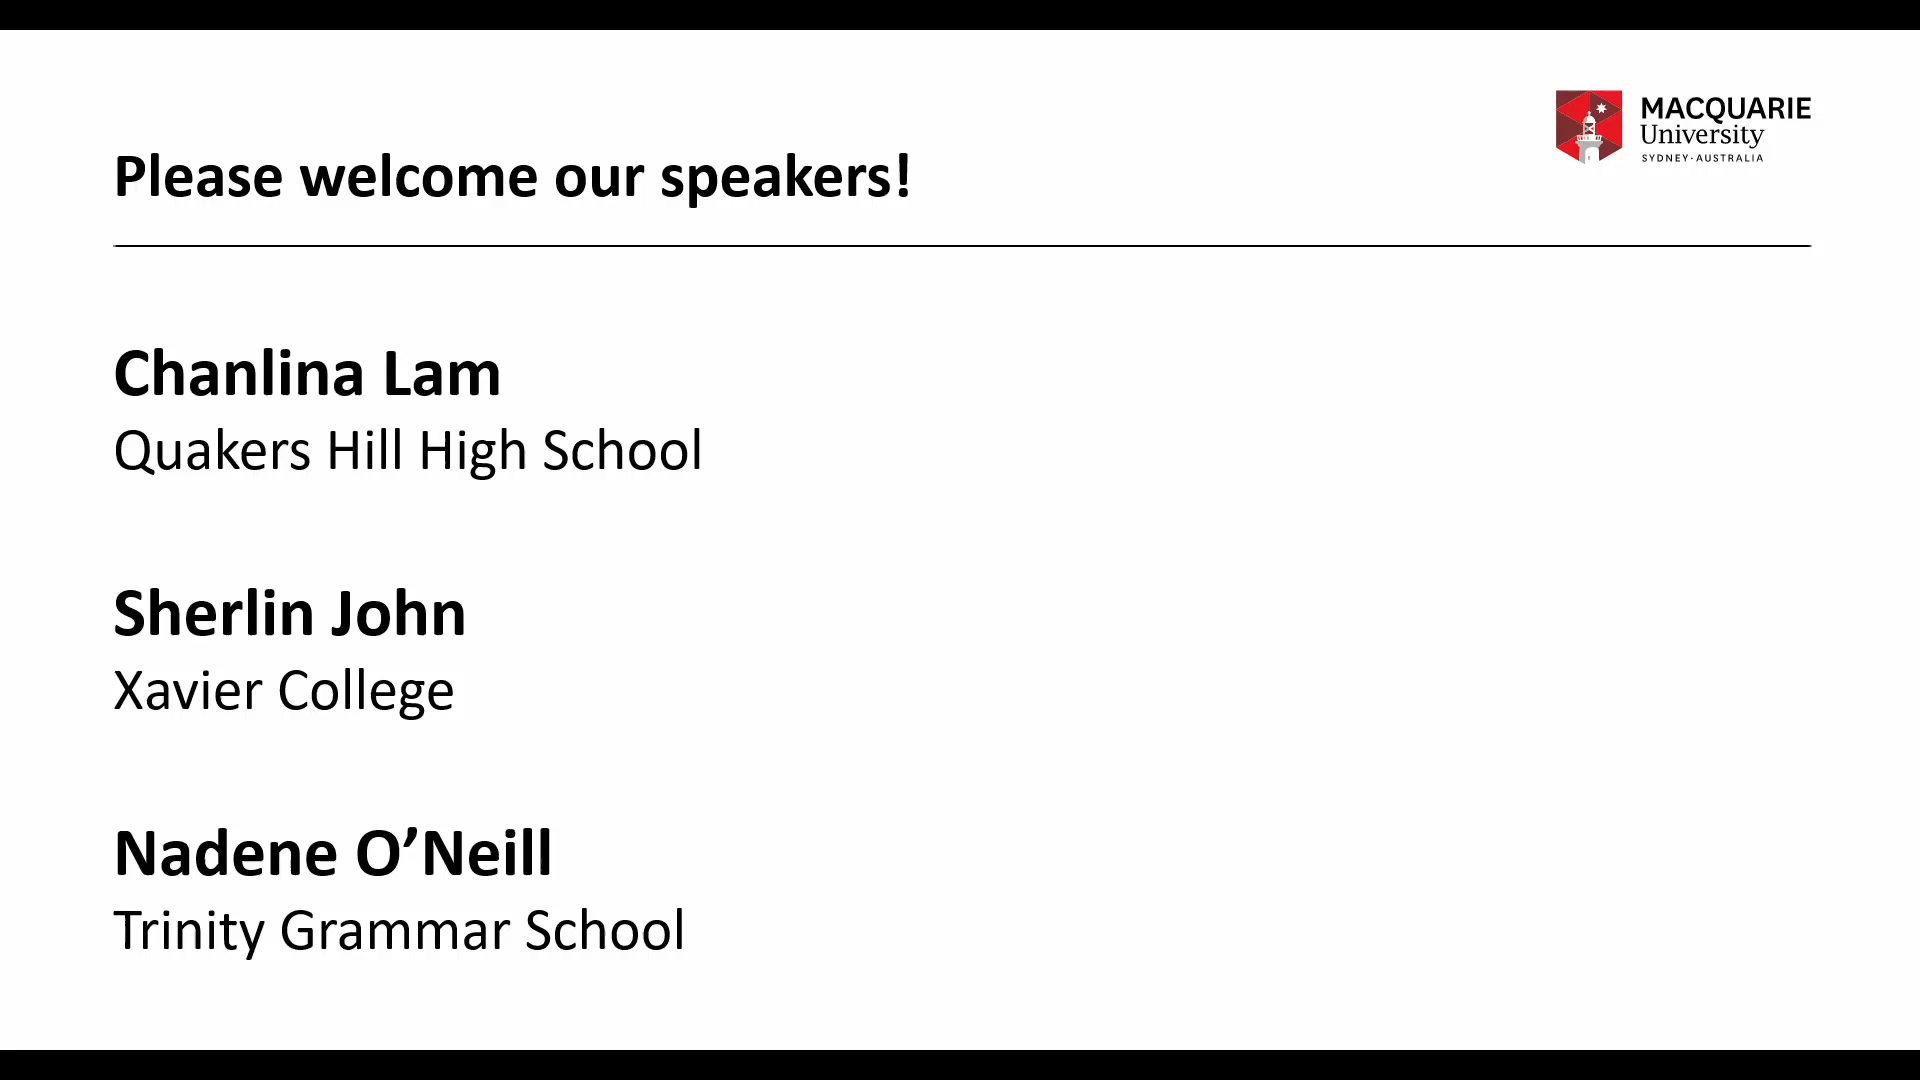 MACQUARIE
University
SYDNEY·AUSTRALIA
Please welcome our speakers!
Chanlina Lam
Quakers Hill High School
Sherlin John
Xavier College
Nadene O’Neill
Trinity Grammar School